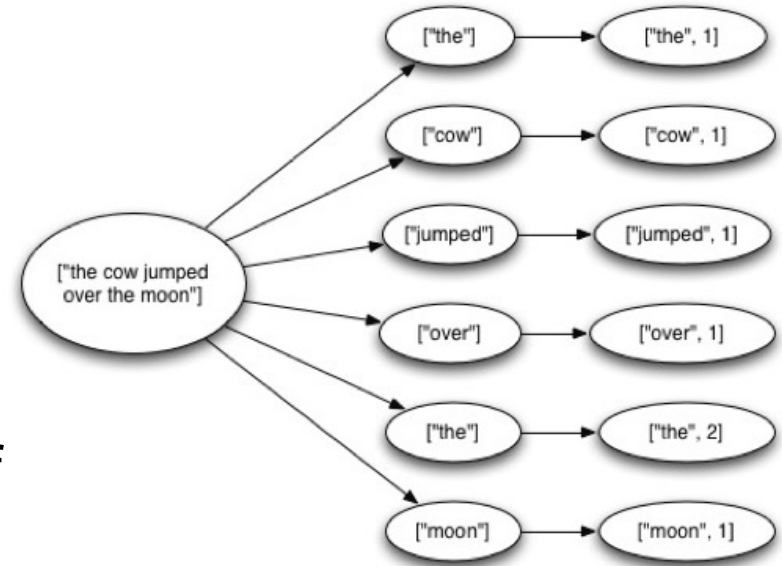 ["the"]
["the", 1]
["cow"]
["cow", 1]
["jumped"]
["jumped", 1]
["the cow jumped
over the moon"]
["over"]
["over", 1]
["the"]
["the", 2]
["moon"]
["moon", 1]